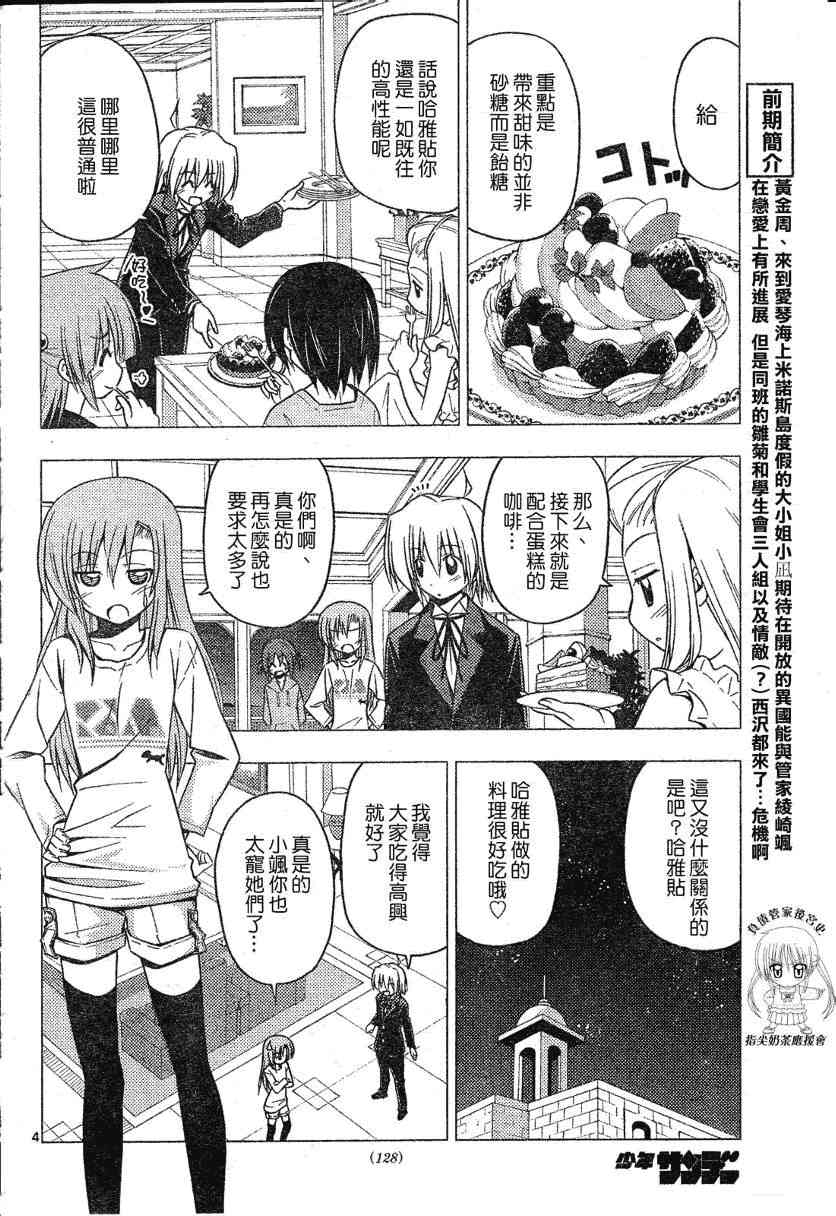 前期簡介
黃金周、來到愛琴海上米諾斯島度假的大小姐小凪期待在開放的異國能與管家綾崎颯
在戀愛上有所進展 但是同班的雛菊和學生會三人組以及情敵(？)西沢都來了…危機啊
給
重點是
帶來甜味的並非
砂糖而是飴糖
コトッ
話說哈雅貼你
還是一如既往
的高性能呢
哪里哪里
這很普通啦
好吃～♥
那么、
接下來就是
配合蛋糕的
咖啡…
你們啊、
真是的
再怎麼說也
要求太多了
這又沒什麼關係的
是吧？哈雅貼
哈雅貼做的
料理很好吃哦♡
我覺得
大家吃得高興
就好了
真是的
小颯你也
太寵她們了…
負債管家後宮史
指尖奶茶應援會
4
(128)
少年サンデー